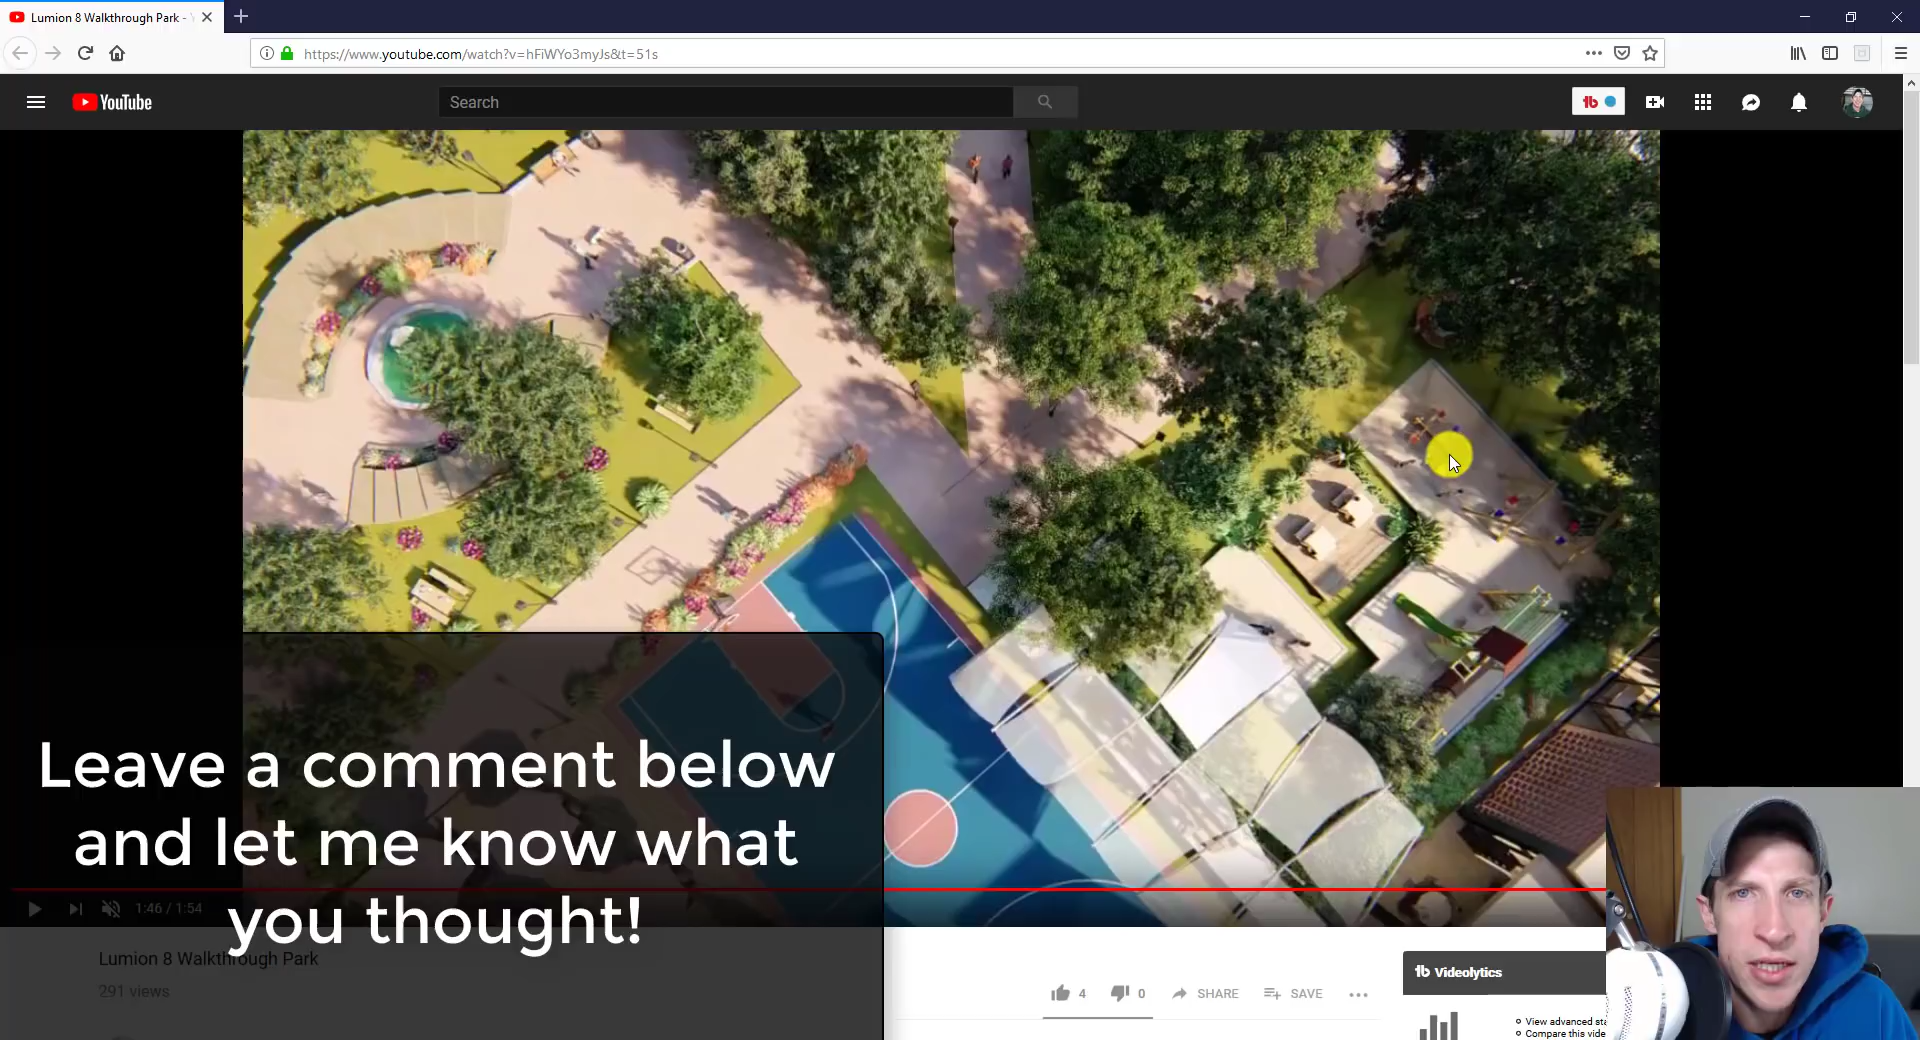 Lumion 8 Walkthrough Park -
https://www.youtube.com/watch?v=hFiWYo3myJs&t=51s
YouTube
Search
tb
Leave a comment below
and let me know what
you thought!
1:46 / 1:54
Lumion 8 Walkthrough Park
291 views
4 0 SHARE SAVE
tb Videolytics
View advanced
Compare this